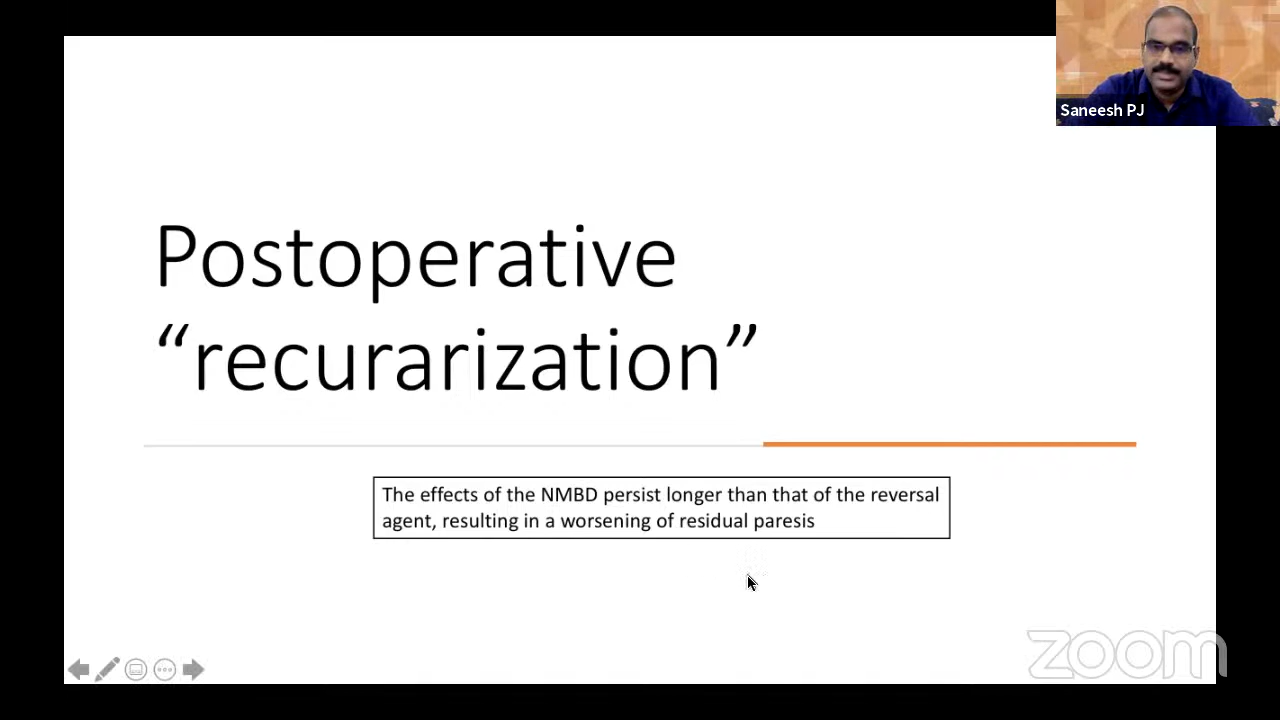 Saneesh PJ
Postoperative
“recurarization”
The effects of the NMBD persist longer than that of the reversal
agent, resulting in a worsening of residual paresis
zoom